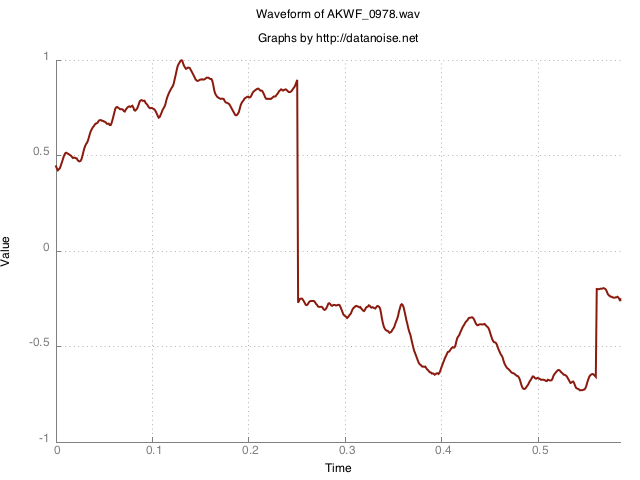 Waveform of AKWF_0978.wav
Graphs by http://datanoise.net
1
0.5
0
-0.5
-1
Value
0 0.1 0.2 0.3 0.4 0.5
Time